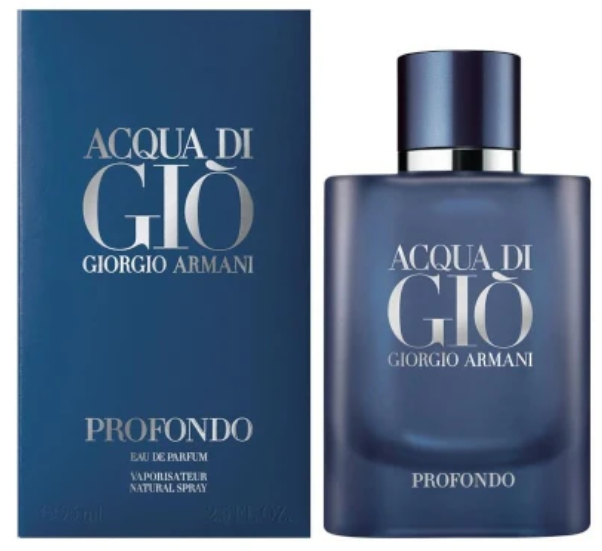 ACQUA DI
GIÒ
GIORGIO ARMANI
PROFONDO
EAU DE PARFUM
VAPORISATEUR
NATURAL SPRAY
ACQUA DI
GIÒ
GIORGIO ARMANI
PROFONDO